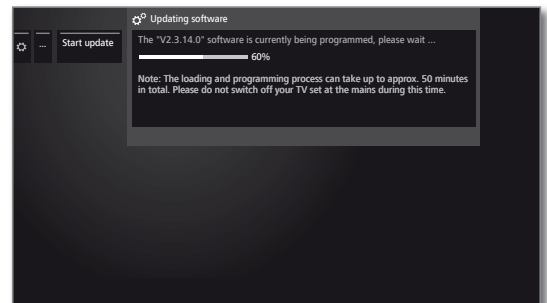 Updating software
... Start update
The "V2.3.14.0" software is currently being programmed, please wait ...
60%
Note: The loading and programming process can take up to approx. 50 minutes
in total. Please do not switch off your TV set at the mains during this time.